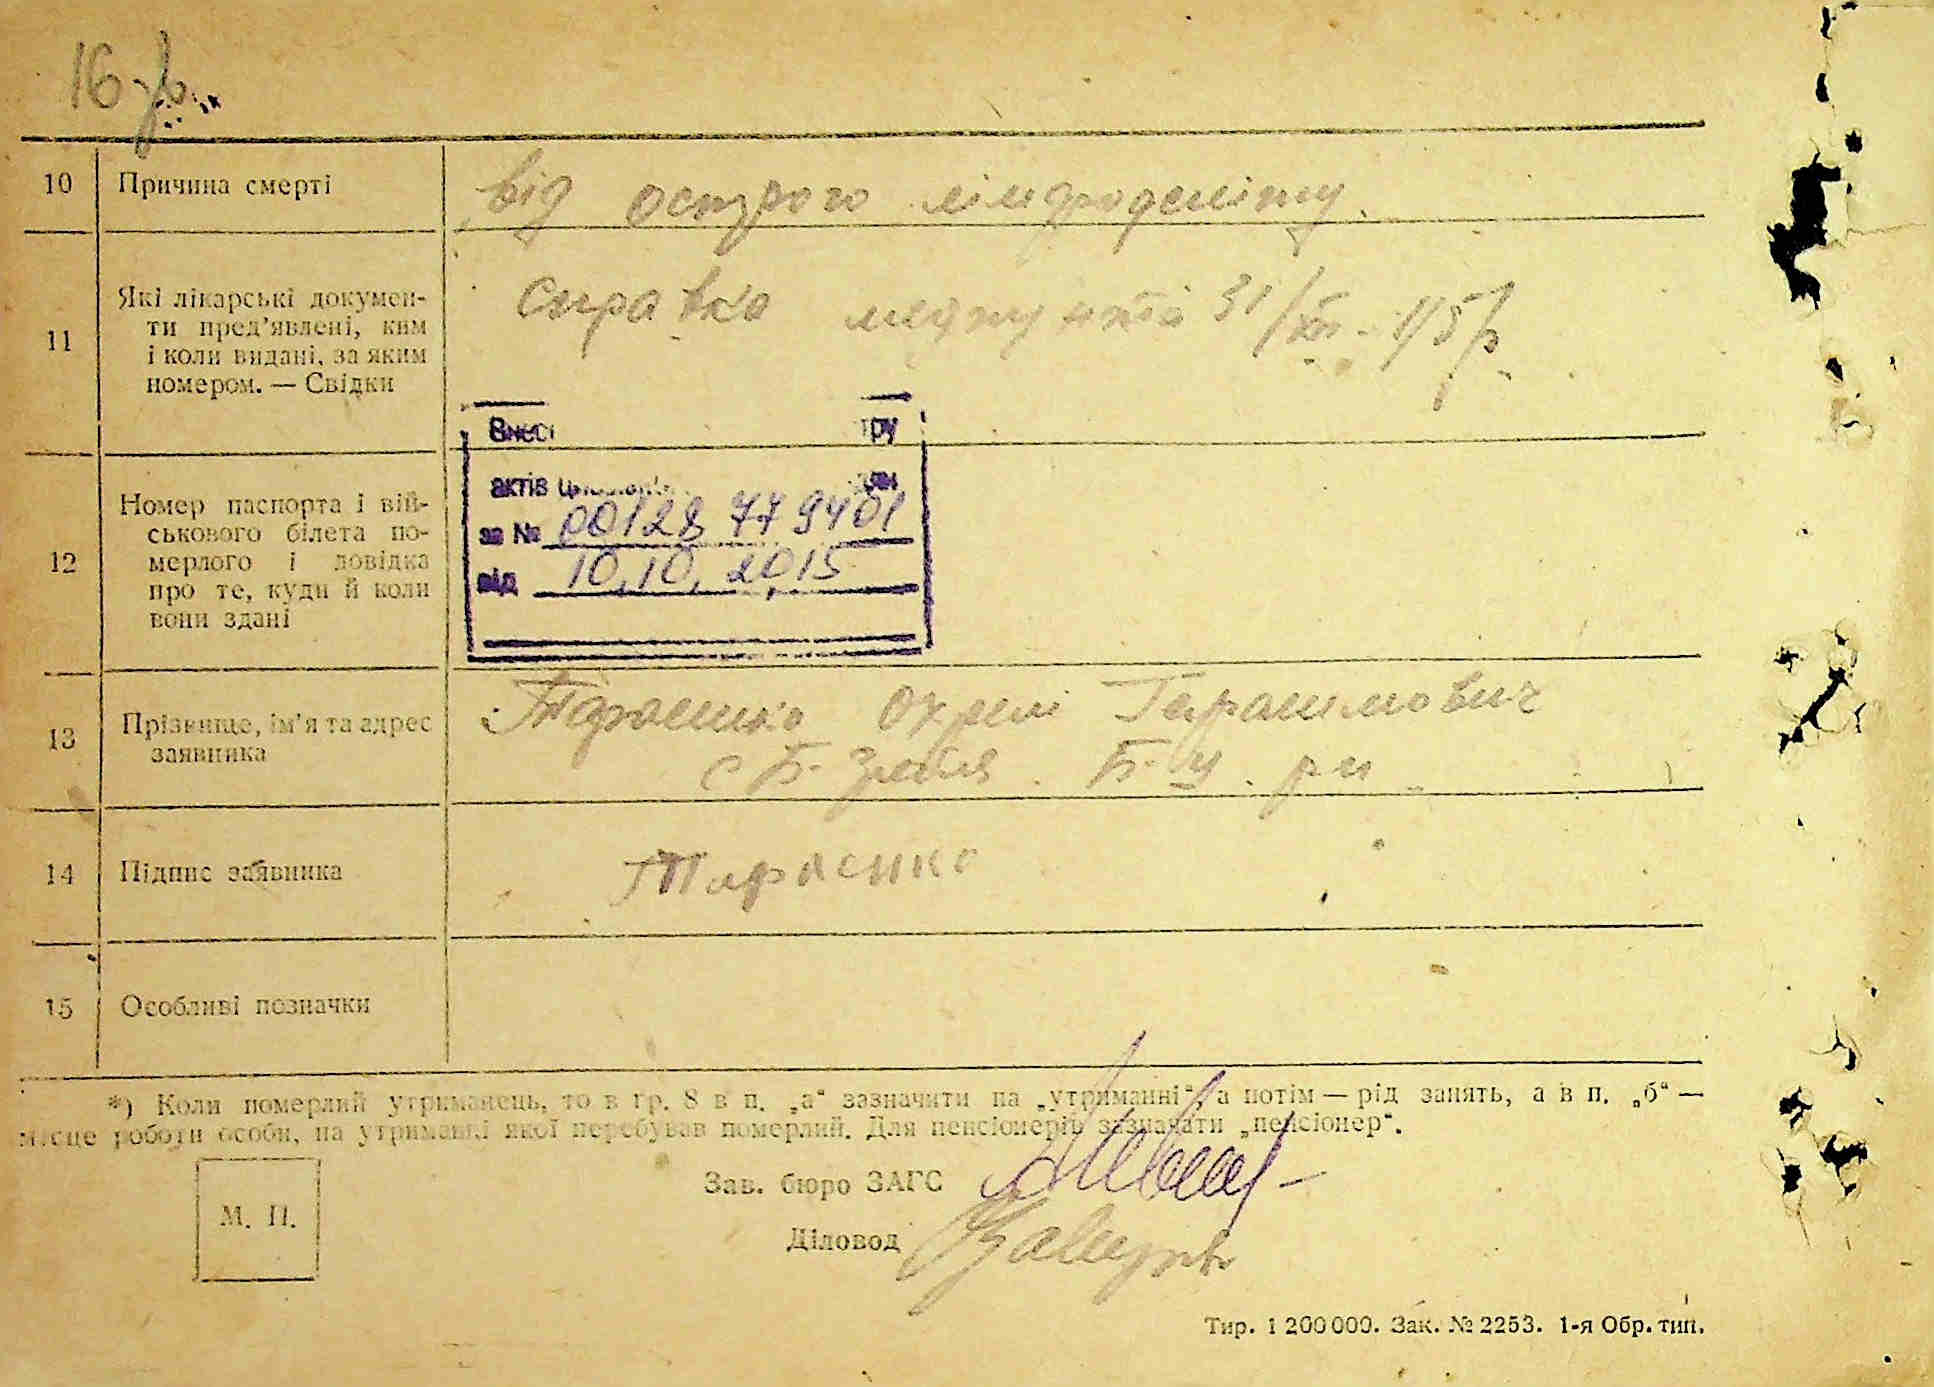 16 зв.
10 Причина смерті
від острого лімфоденіту
11 Які лікарські докумен-
ти пред'явлені, ким
і коли видані, за яким
номером. — Свідки
справка медпункта 31/XII
12 Номер паспорта і вій-
ськового білета по-
мерлого і довідка
про те, куди й коли
вони здані
актів
за № 00128 77 9401
від 10.10.2015
13 Прізвище, ім'я та адрес
заявника
Тарасенко Охрім Герасимович
с Б-
14 Підпис заявника
Тарасенко
15 Особливі позначки
*) Коли померлий утриманець, то в гр. 8 в п. „а“ зазначити на „утриманні“, а потім — рід занять, а в п. „б“ —
місце роботи особи, на утриманні якої перебував померлий. Для пенсіонерів зазначати „пенсіонер“.
Зав. бюро ЗАГС
М. П.
Діловод
Тир. 1 200 000. Зак. № 2253. 1-я Обр. тип.